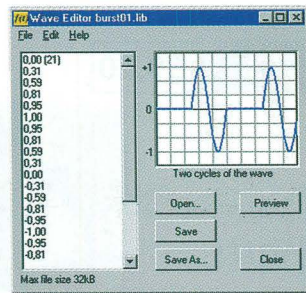 f(t) Wave Editor burst01.lib
File Edit Help
0,00 (21)
0,31
0,59
0,81
0,95
1,00
0,95
0,81
0,59
0,31
0,00
-0,31
-0,59
-0,81
-0,95
-1,00
-0,95
-0,81
+1
0
-1
Two cycles of the wave
Open...
Preview
Save
Save As...
Close
Max file size 32kB